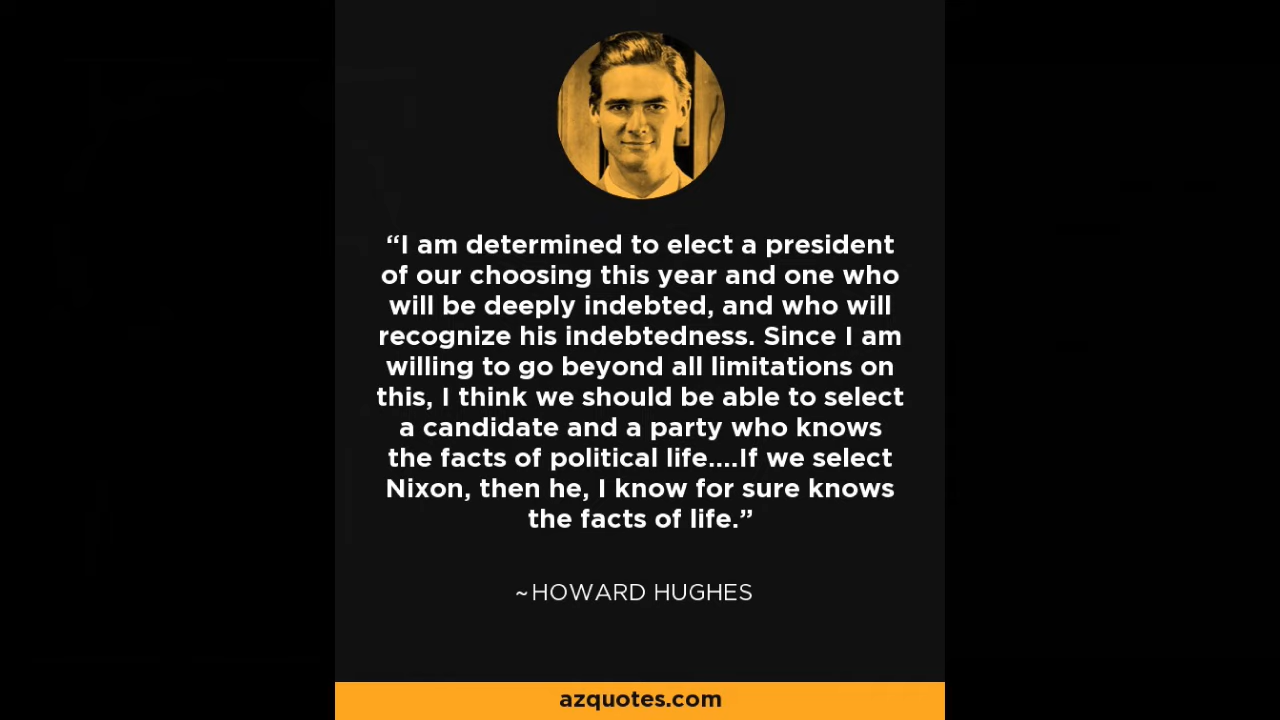 “I am determined to elect a president
of our choosing this year and one who
will be deeply indebted, and who will
recognize his indebtedness. Since I am
willing to go beyond all limitations on
this, I think we should be able to select
a candidate and a party who knows
the facts of political life....If we select
Nixon, then he, I know for sure knows
the facts of life.”
~ HOWARD HUGHES
azquotes.com